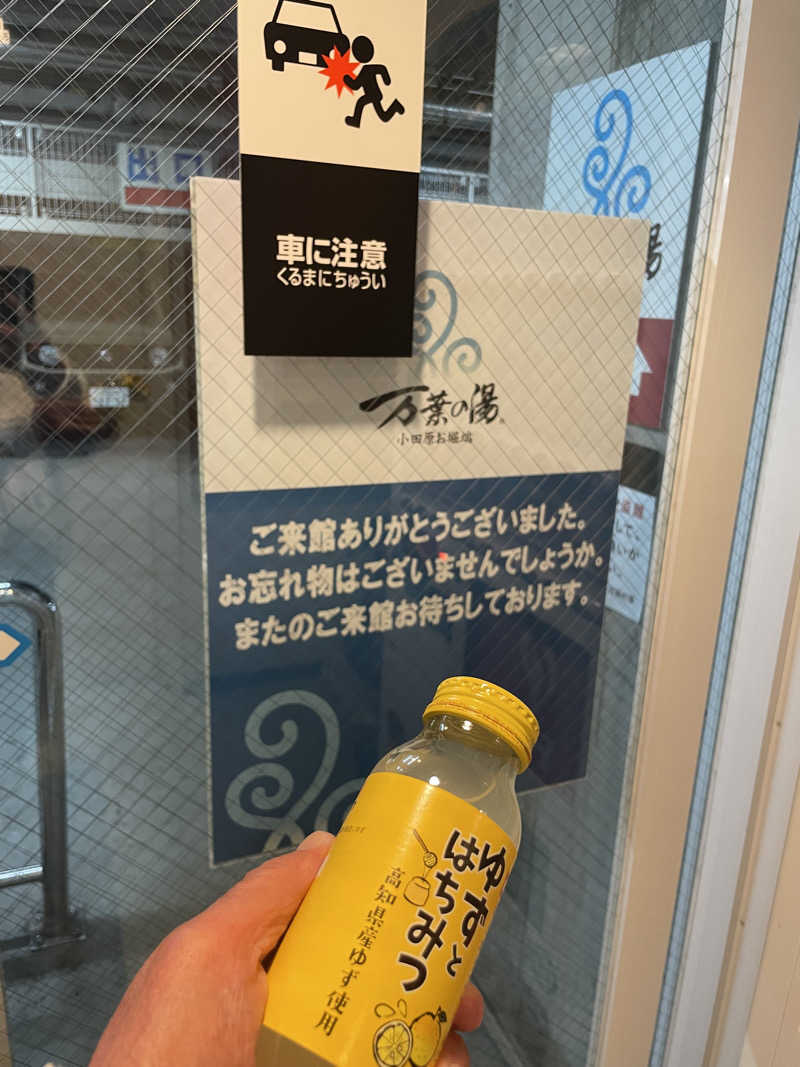 出口
車に注意
くるまにちゅうい
湯
万葉の湯
小田原お堀端
ご来館ありがとうございました。
お忘れ物はございませんでしょうか。
またのご来館お待ちしております。
ゆずと
はちみつ
高知県産ゆず使用